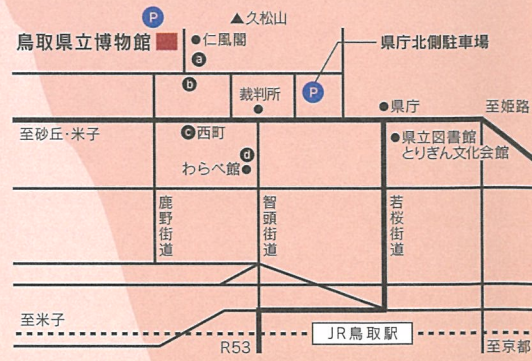 P
▲久松山
鳥取県立博物館
仁風閣
a
県庁北側駐車場
b
裁判所
P
県庁
至姫路
至砂丘・米子
c西町
県立図書館
とりぎん文化会館
d
わらべ館
鹿野街道
智頭街道
若桜街道
至米子
JR鳥取駅
R53
至京都